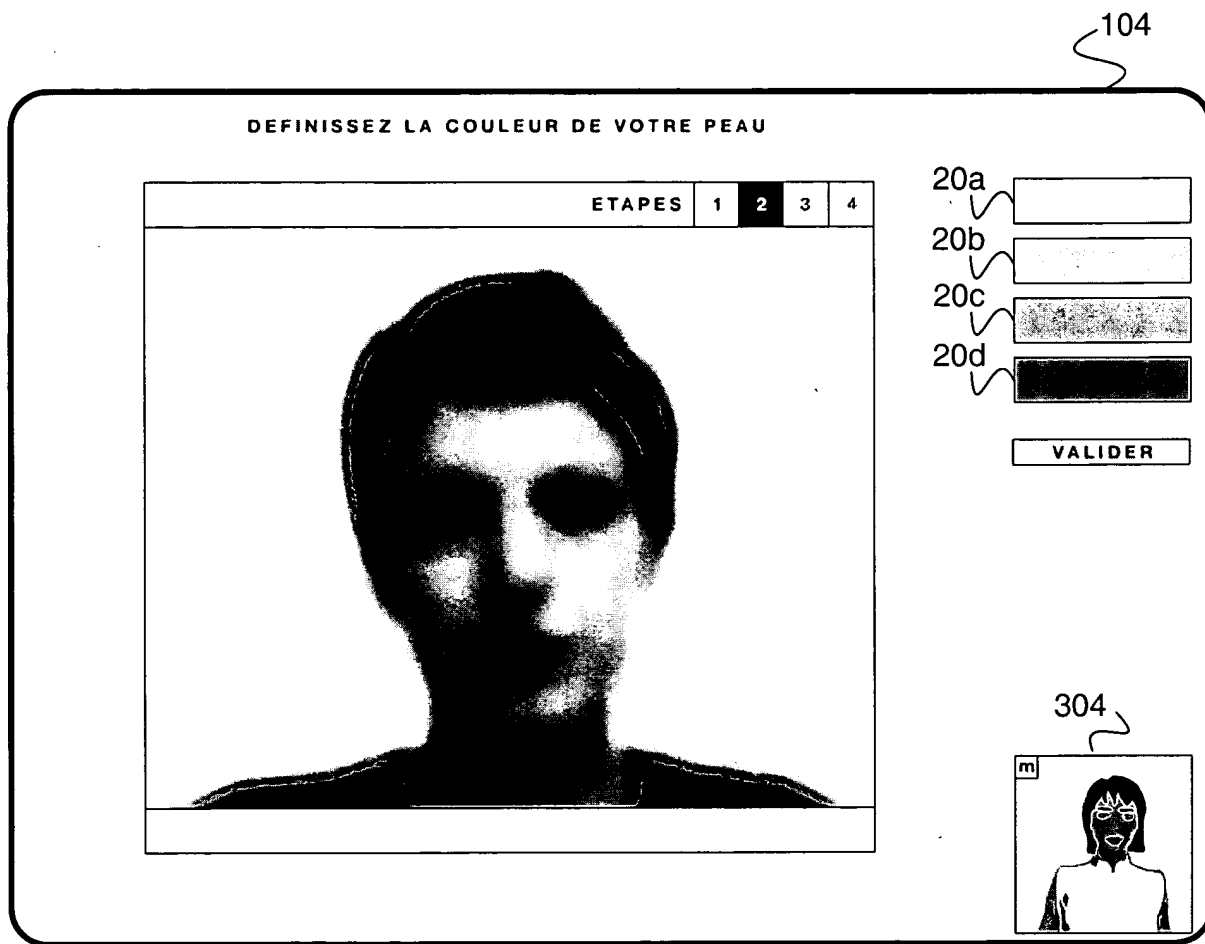 104
DEFINISSEZ LA COULEUR DE VOTRE PEAU
ETAPES 1 2 3 4
20a
20b
20c
20d
VALIDER
304
m